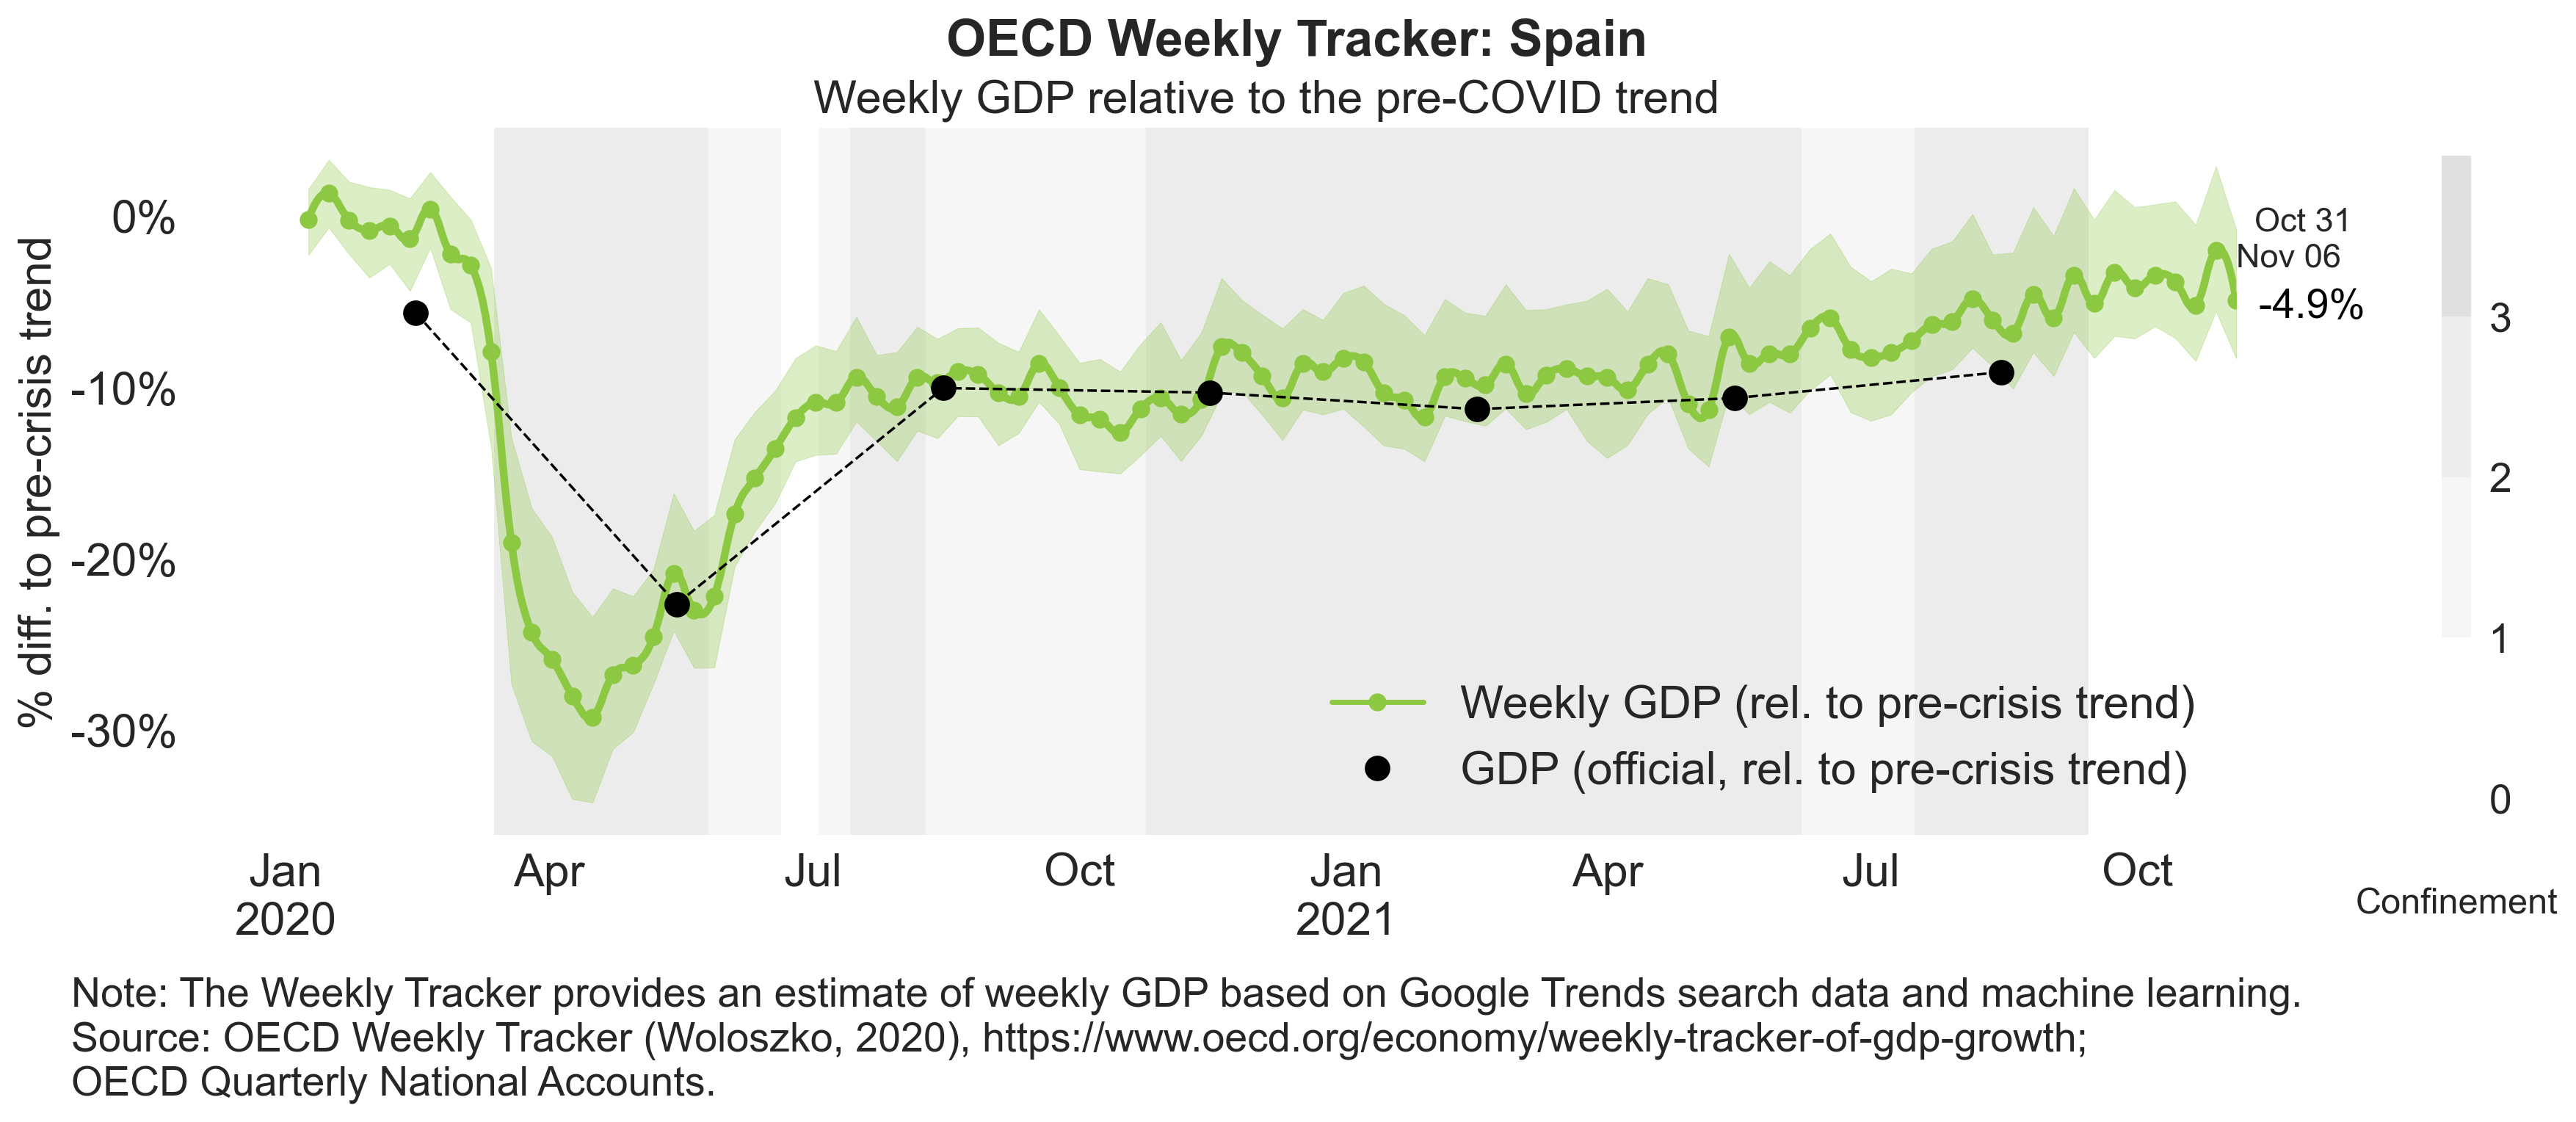 OECD Weekly Tracker: Spain
Weekly GDP relative to the pre-COVID trend
% diff. to pre-crisis trend
0%
-10%
-20%
-30%
Oct 31
Nov 06
-4.9%
3
2
1
0
Confinement
Weekly GDP (rel. to pre-crisis trend)
GDP (official, rel. to pre-crisis trend)
Jan Apr Jul Oct Jan Apr Jul Oct
2020 2021
Note: The Weekly Tracker provides an estimate of weekly GDP based on Google Trends search data and machine learning.
Source: OECD Weekly Tracker (Woloszko, 2020), https://www.oecd.org/economy/weekly-tracker-of-gdp-growth;
OECD Quarterly National Accounts.